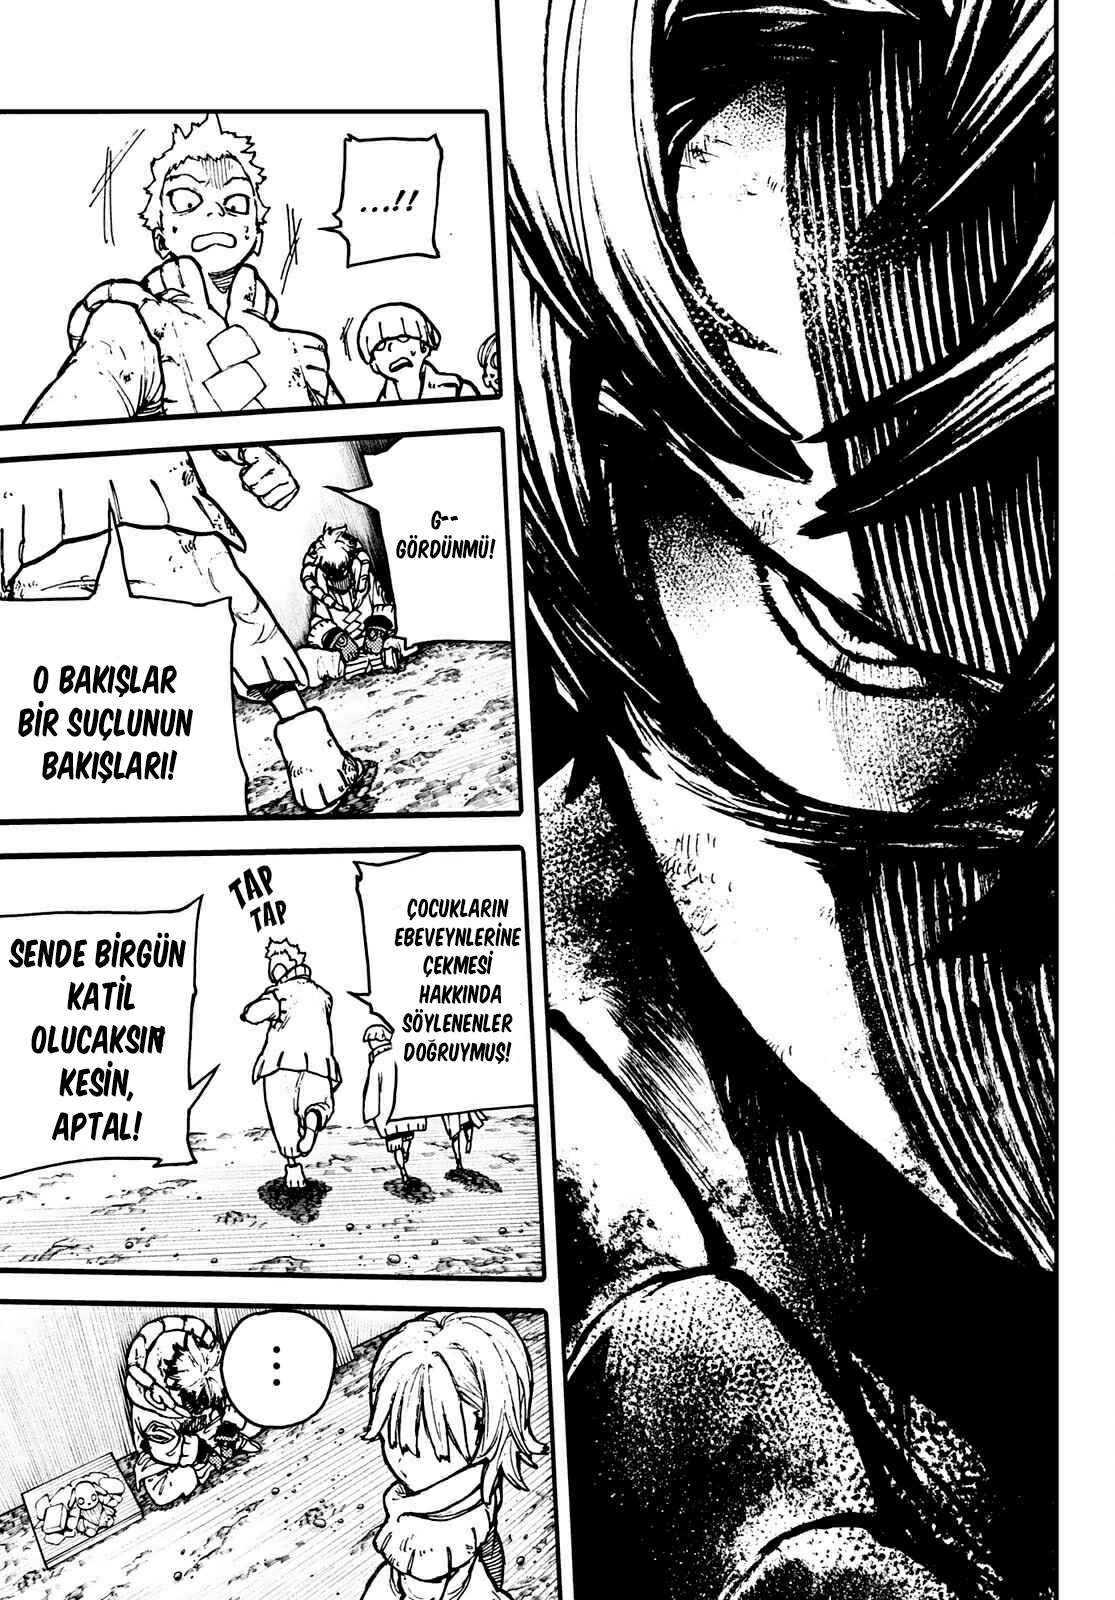 ...!!
G--
GÖRDÜNMÜ!
O BAKIŞLAR
BİR SUÇLUNUN
BAKIŞLARI!
TAP
TAP
ÇOCUKLARIN
EBEVEYNLERİNE
ÇEKMESİ
HAKKINDA
SÖYLENENLER
DOĞRUYMUŞ!
SENDE BİRGÜN
KATİL
OLUCAKSIN
KESİN,
APTAL!
...